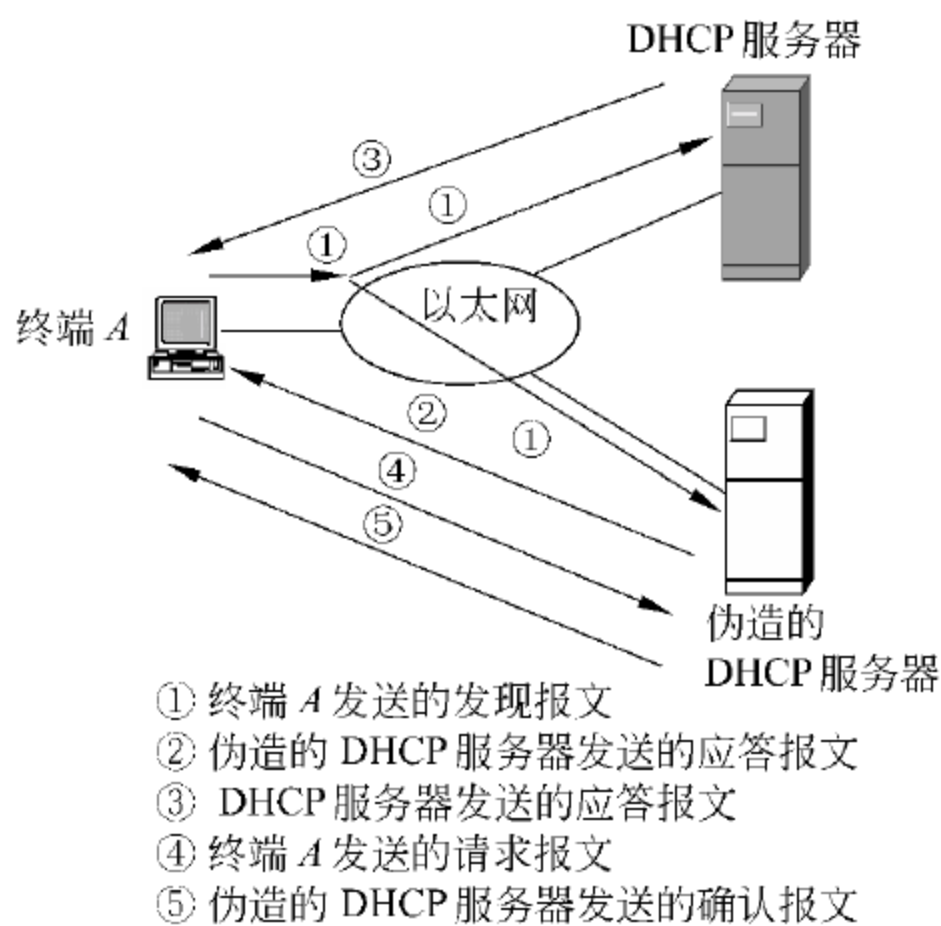 DHCP 服务器
③
①
①
以太网
终端 A
②
①
④
⑤
伪造的
DHCP 服务器
① 终端 A 发送的发现报文
② 伪造的 DHCP 服务器发送的应答报文
③ DHCP 服务器发送的应答报文
④ 终端 A 发送的请求报文
⑤ 伪造的 DHCP 服务器发送的确认报文